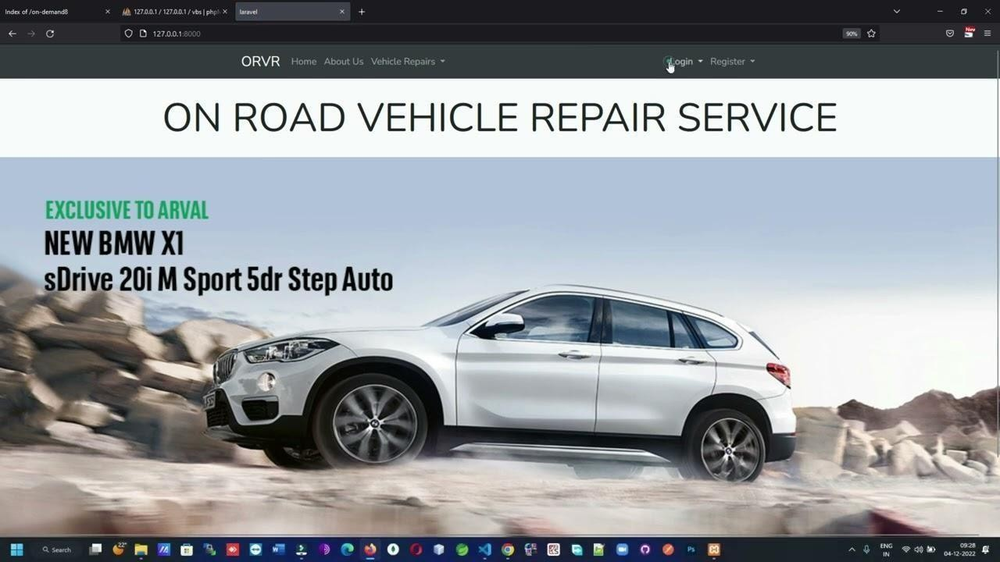 Index of /on-demand8
127.0.0.1 / 127.0.0.1 / vbs | php
laravel
127.0.0.1:8000
90%
New
ORVR
Home
About Us
Vehicle Repairs
Login
Register
ON ROAD VEHICLE REPAIR SERVICE
EXCLUSIVE TO ARVAL
NEW BMW X1
sDrive 20i M Sport 5dr Step Auto
22°
Search
ENG
IN
09:28
04-12-2022